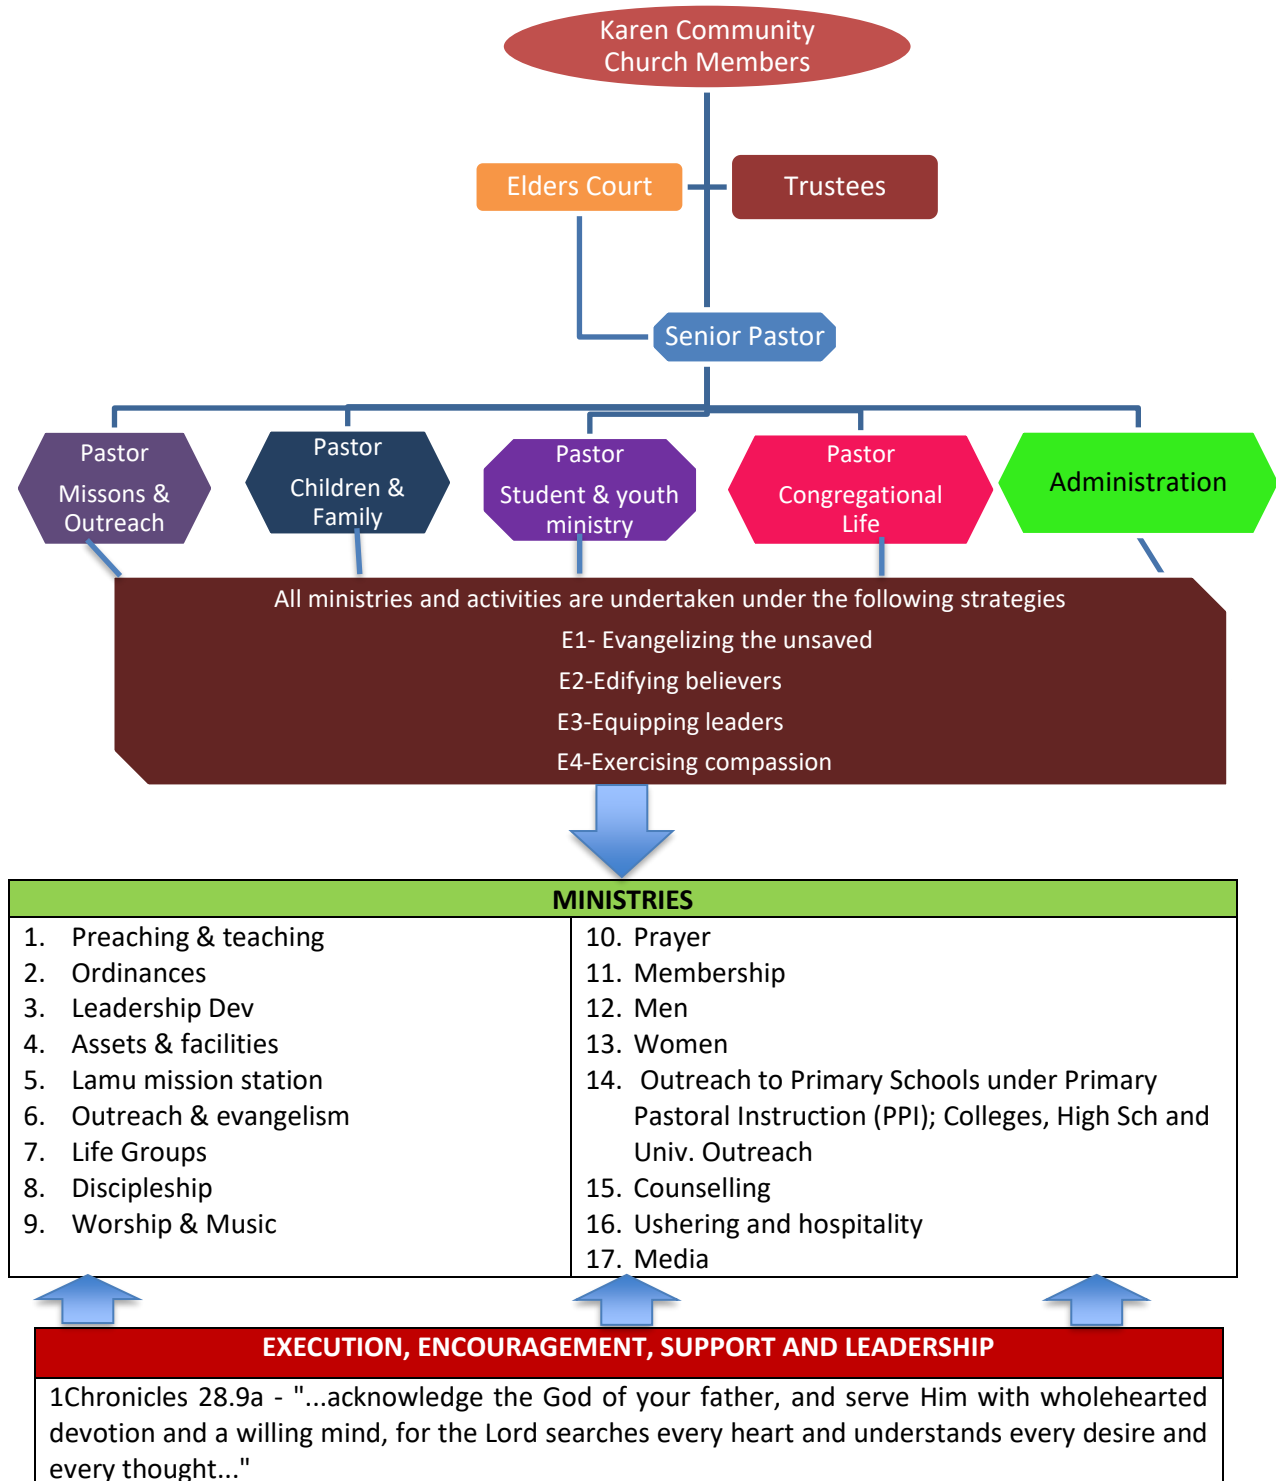 Karen Community
Church Members
Elders Court
Trustees
Senior Pastor
Pastor
Missons &
Outreach
Pastor
Children &
Family
Pastor
Student & youth
ministry
Pastor
Congregational
Life
Administration
All ministries and activities are undertaken under the following strategies
E1- Evangelizing the unsaved
E2-Edifying believers
E3-Equipping leaders
E4-Exercising compassion
MINISTRIES
1. Preaching & teaching
2. Ordinances
3. Leadership Dev
4. Assets & facilities
5. Lamu mission station
6. Outreach & evangelism
7. Life Groups
8. Discipleship
9. Worship & Music
10. Prayer
11. Membership
12. Men
13. Women
14. Outreach to Primary Schools under Primary
Pastoral Instruction (PPI); Colleges, High Sch and
Univ. Outreach
15. Counselling
16. Ushering and hospitality
17. Media
EXECUTION, ENCOURAGEMENT, SUPPORT AND LEADERSHIP
1Chronicles 28.9a - "...acknowledge the God of your father, and serve Him with wholehearted
devotion and a willing mind, for the Lord searches every heart and understands every desire and
every thought..."